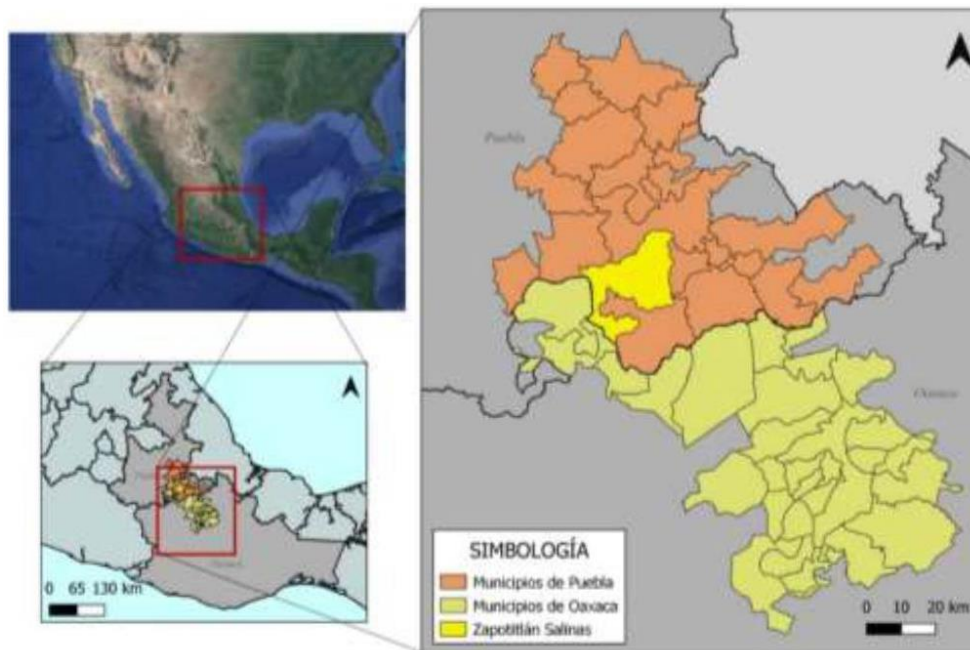 Puebla
Oaxaca
0 65 130 km
SIMBOLOGÍA
Municipios de Puebla
Municipios de Oaxaca
Zapotitlán Salinas
0 10 20 km